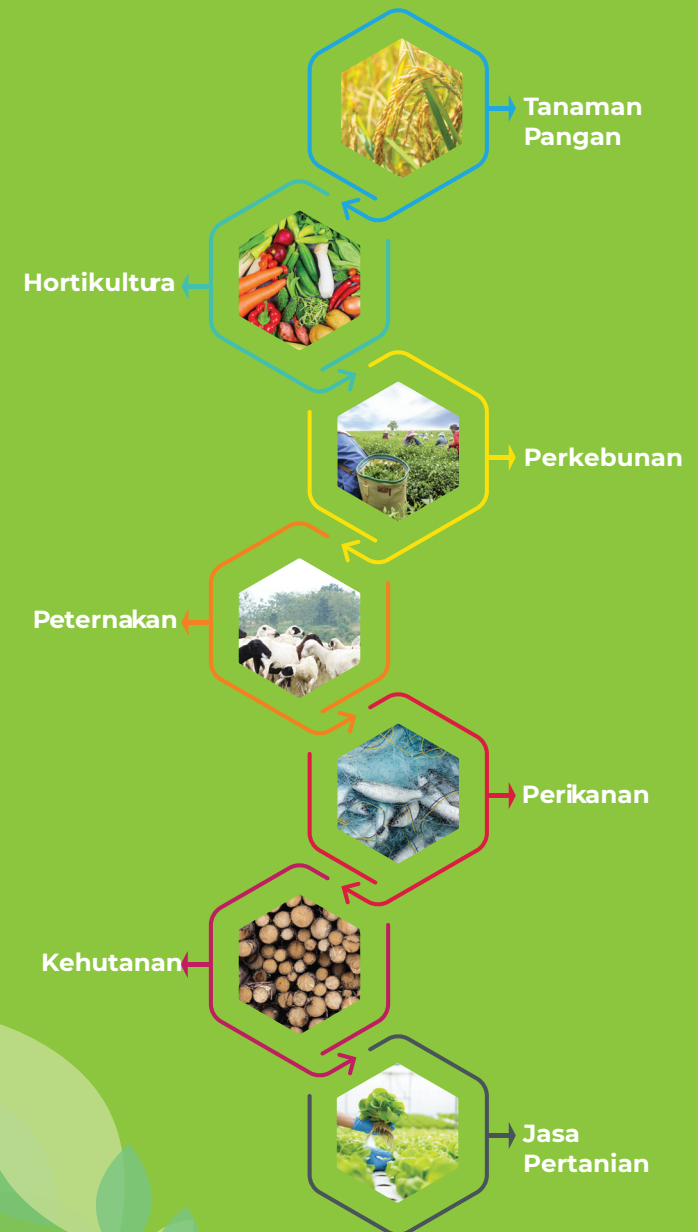 Tanaman
Pangan
Hortikultura
Perkebunan
Peternakan
Perikanan
Kehutanan
Jasa
Pertanian